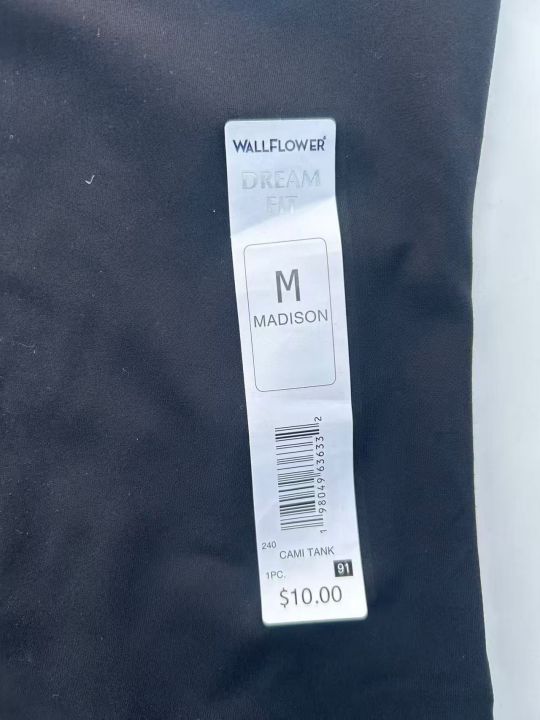 WALLFLOWER®
DREAM
FIT
M
MADISON
1 98049 63633 2
240
CAMI TANK
1PC. 91
$10.00